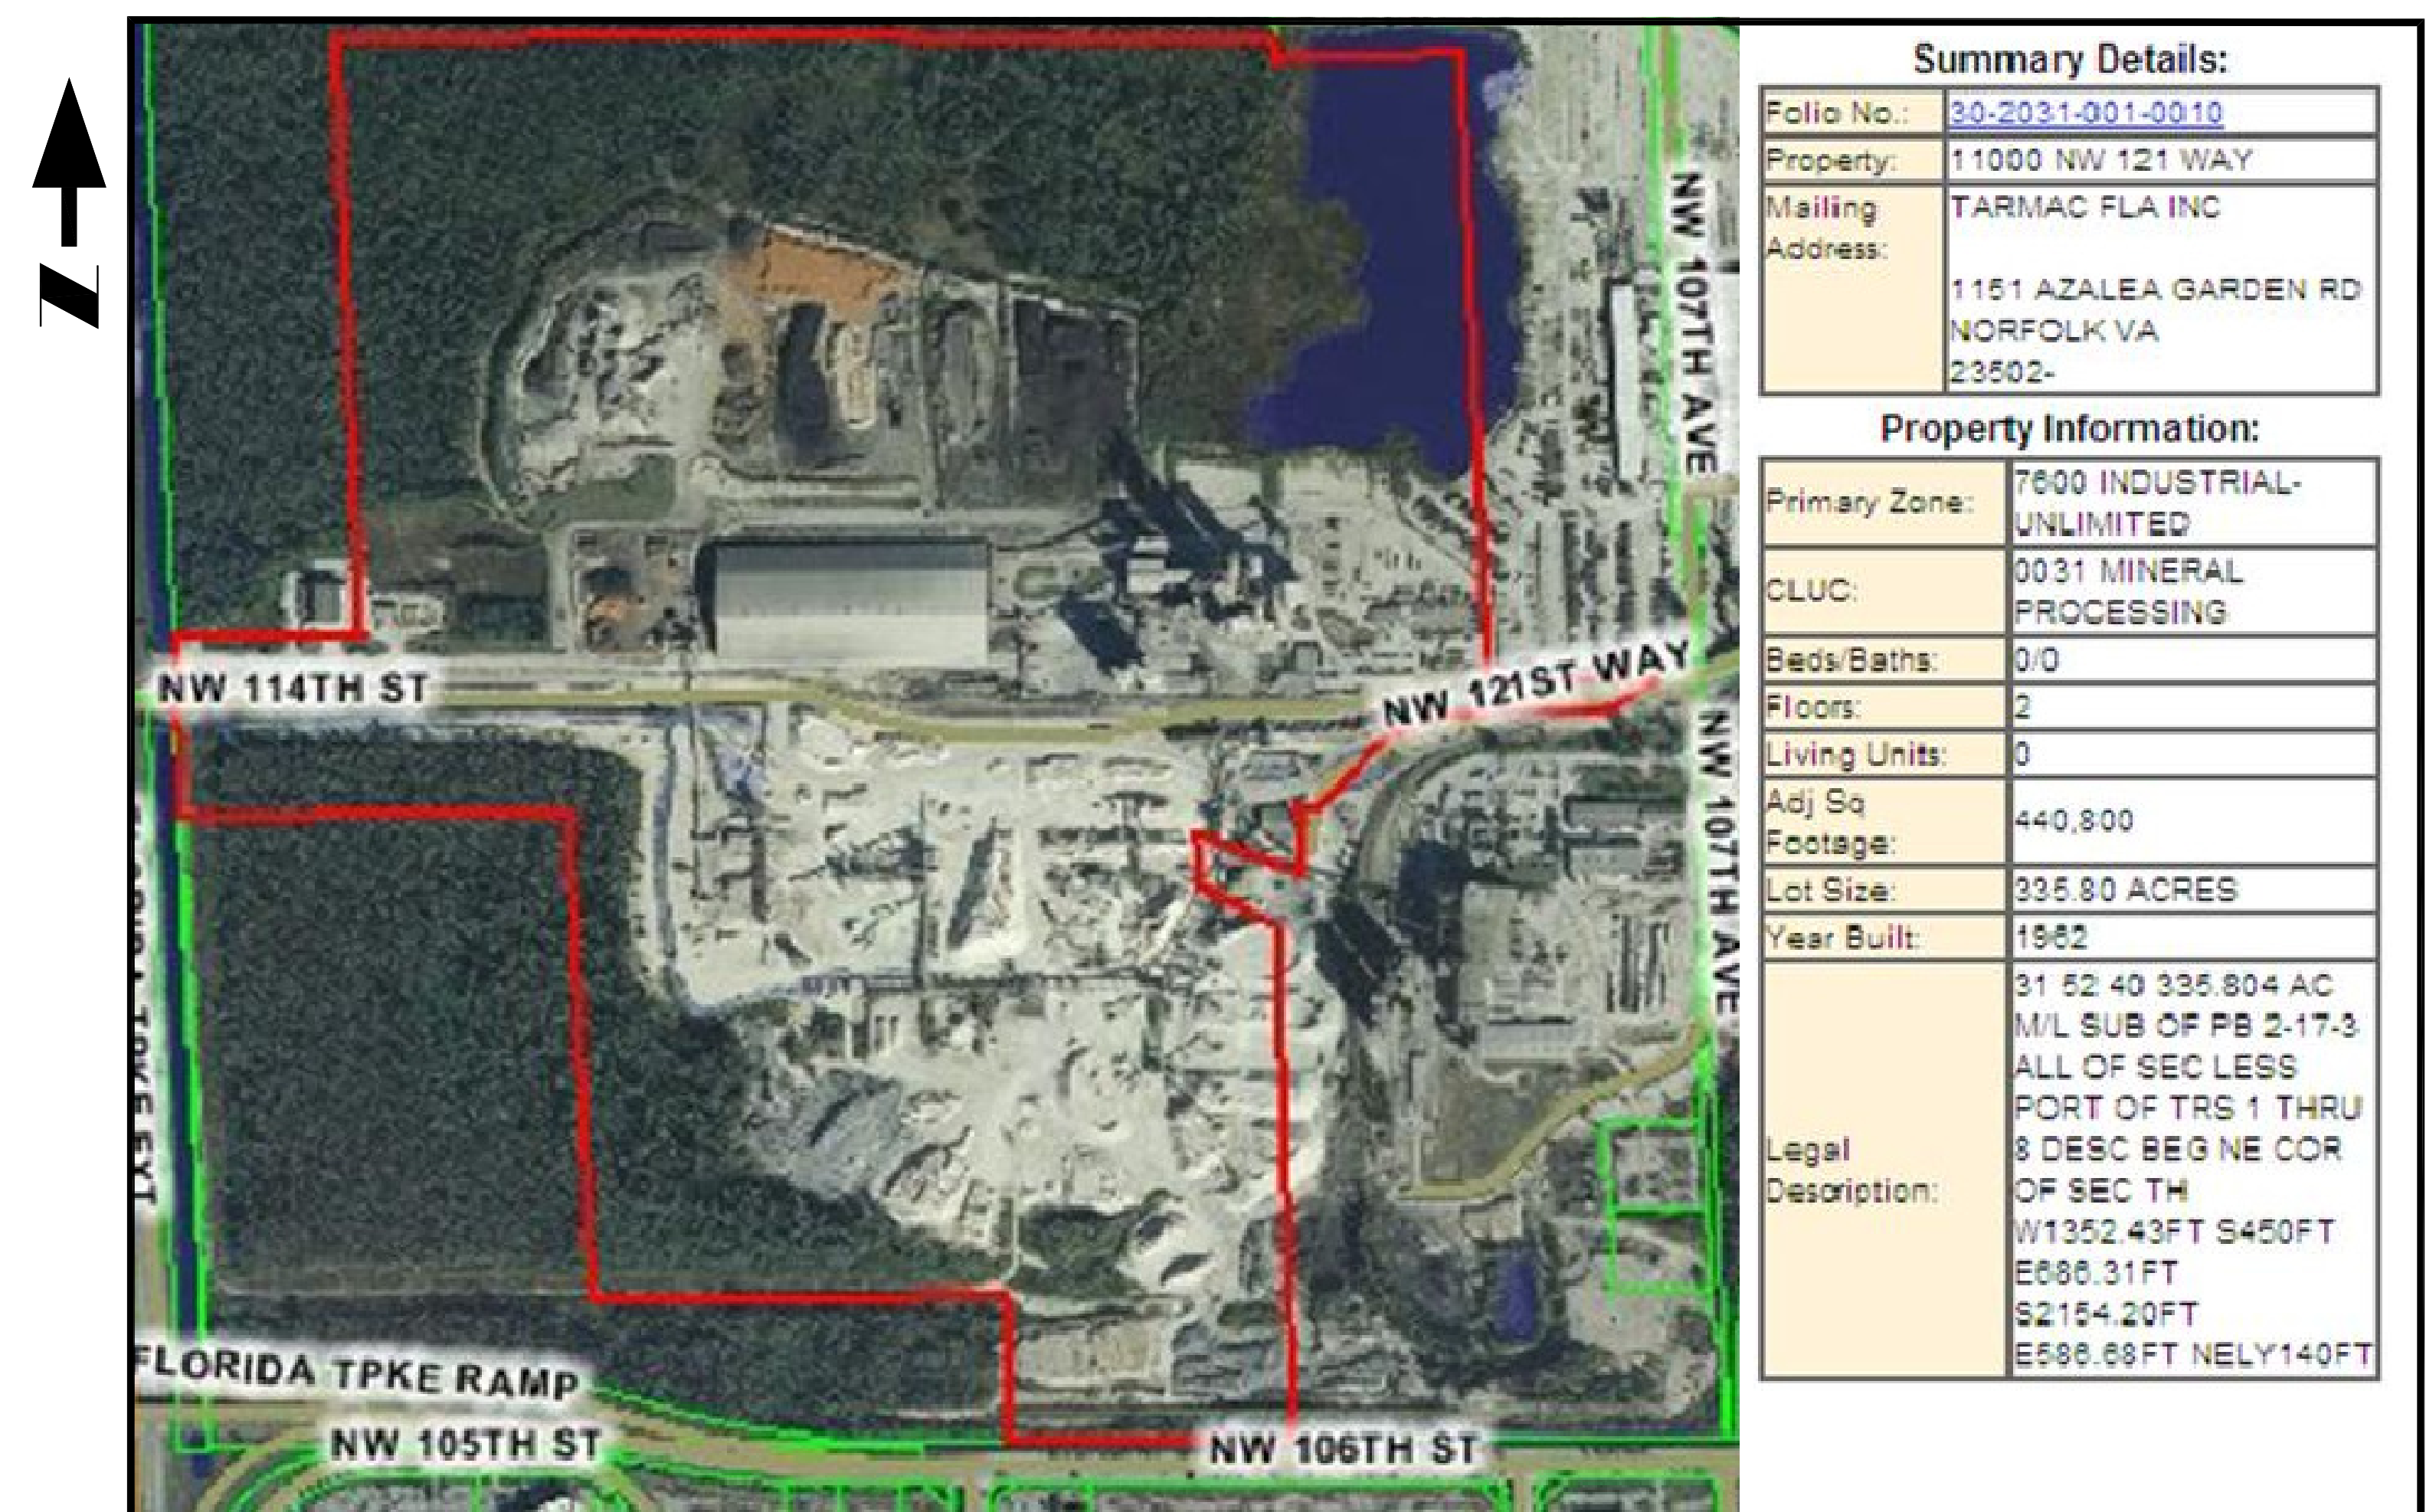 N
NW 107TH AVE
NW 114TH ST
NW 121ST WAY
NW 107TH AVE
TPKE EXT
FLORIDA TPKE RAMP
NW 105TH ST
NW 106TH ST
Summary Details:
Folio No.: 30-2031-001-0010
Property: 11000 NW 121 WAY
Mailing Address: TARMAC FLA INC
1151 AZALEA GARDEN RD
NORFOLK VA
23502-
Property Information:
Primary Zone: 7600 INDUSTRIAL-
UNLIMITED
CLUC: 0031 MINERAL
PROCESSING
Beds/Baths: 0/0
Floors: 2
Living Units: 0
Adj Sq Footage: 440,800
Lot Size: 335.80 ACRES
Year Built: 1962
Legal Description: 31 52 40 335.804 AC
M/L SUB OF PB 2-17-3
ALL OF SEC LESS
PORT OF TRS 1 THRU
8 DESC BEG NE COR
OF SEC TH
W1352.43FT S450FT
E686.31FT
S2154.20FT
E586.68FT NELY140FT